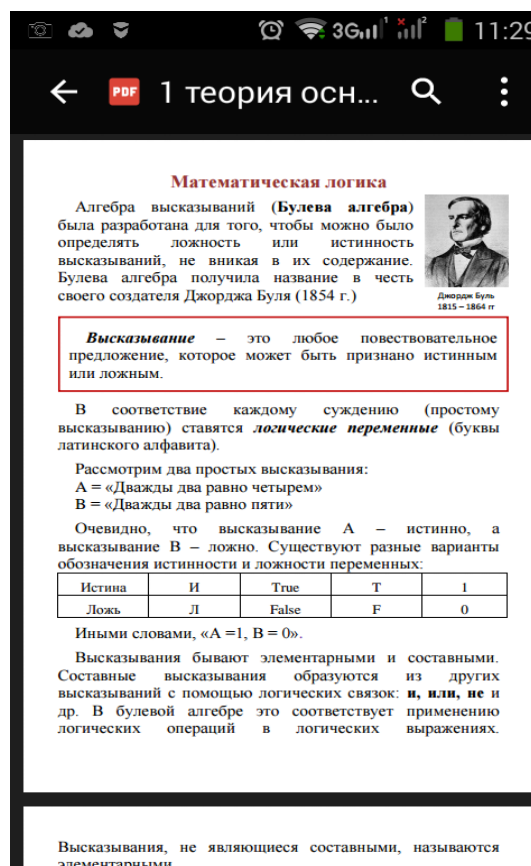 3G 1 2 11:29
PDF 1 теория осн...
Математическая логика
Алгебра высказываний (Булева алгебра)
была разработана для того, чтобы можно было
определять ложность или истинность
высказываний, не вникая в их содержание.
Булева алгебра получила название в честь
своего создателя Джорджа Буля (1854 г.)
Джордж Буль
1815 – 1864 гг
Высказывание – это любое повествовательное
предложение, которое может быть признано истинным
или ложным.
В соответствие каждому суждению (простому
высказыванию) ставятся логические переменные (буквы
латинского алфавита).
Рассмотрим два простых высказывания:
А = «Дважды два равно четырем»
В = «Дважды два равно пяти»
Очевидно, что высказывание А – истинно, а
высказывание В – ложно. Существуют разные варианты
обозначения истинности и ложности переменных:
Истина И True T 1
Ложь Л False F 0
Иными словами, «А =1, В = 0».
Высказывания бывают элементарными и составными.
Составные высказывания образуются из других
высказываний с помощью логических связок: и, или, не и
др. В булевой алгебре это соответствует применению
логических операций в логических выражениях.
Высказывания, не являющиеся составными, называются
элементарными